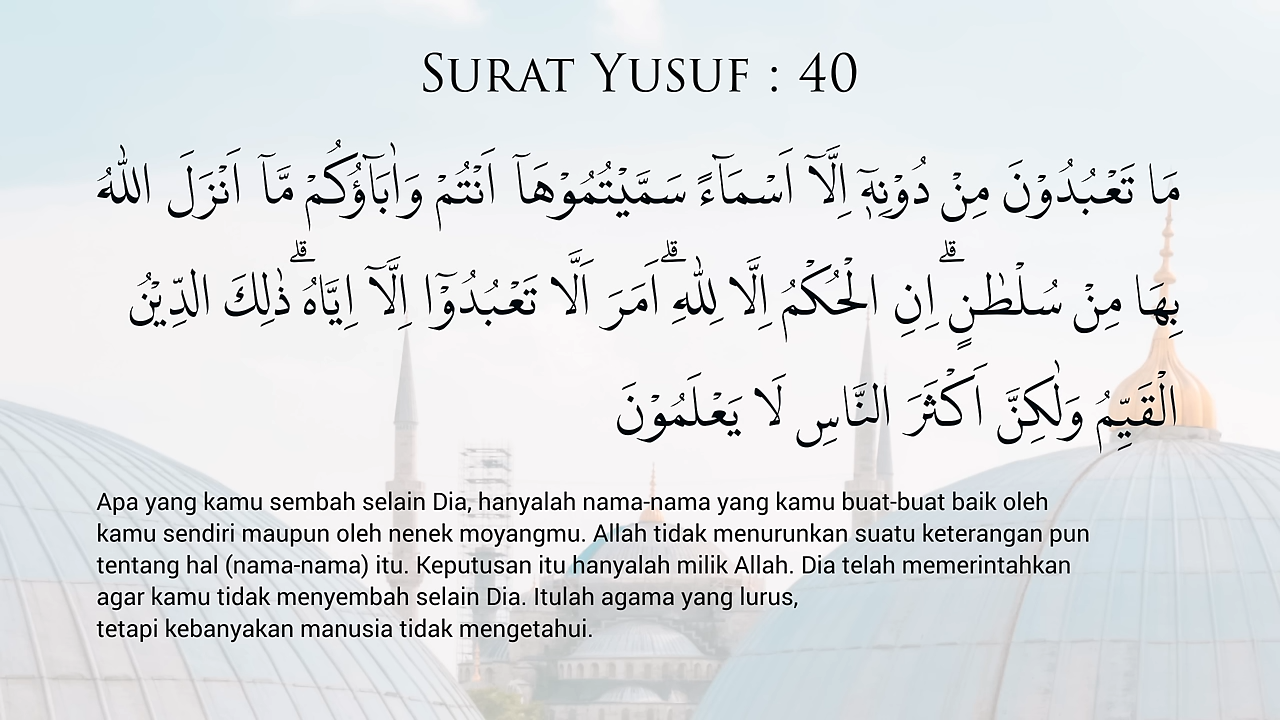 SURAT YUSUF : 40
مَا تَعْبُدُوْنَ مِنْ دُوْنِهٖٓ اِلَّآ اَسْمَاۤءً سَمَّيْتُمُوْهَآ اَنْتُمْ وَاٰبَاۤؤُكُمْ مَّآ اَنْزَلَ اللّٰهُ
بِهَا مِنْ سُلْطٰنٍۗ اِنِ الْحُكْمُ اِلَّا لِلّٰهِۗ اَمَرَ اَلَّا تَعْبُدُوْٓا اِلَّآ اِيَّاهُۗ ذٰلِكَ الدِّيْنُ
الْقَيِّمُ وَلٰكِنَّ اَكْثَرَ النَّاسِ لَا يَعْلَمُوْنَ
Apa yang kamu sembah selain Dia, hanyalah nama-nama yang kamu buat-buat baik oleh
kamu sendiri maupun oleh nenek moyangmu. Allah tidak menurunkan suatu keterangan pun
tentang hal (nama-nama) itu. Keputusan itu hanyalah milik Allah. Dia telah memerintahkan
agar kamu tidak menyembah selain Dia. Itulah agama yang lurus,
tetapi kebanyakan manusia tidak mengetahui.